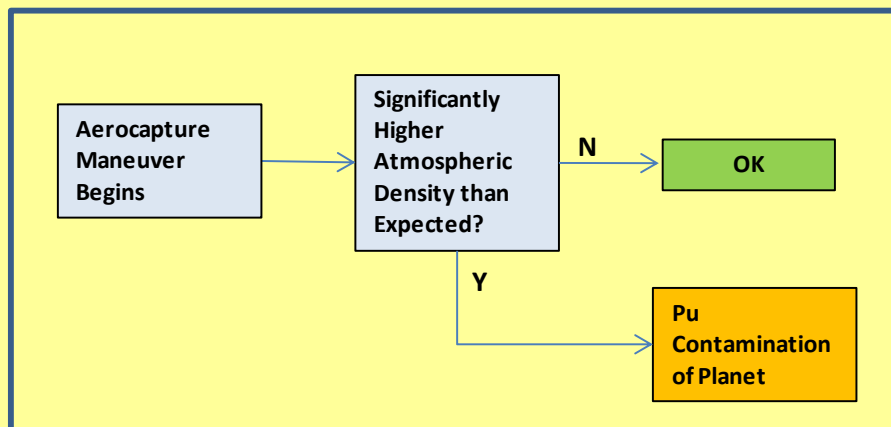 Aerocapture
Maneuver
Begins
Significantly
Higher
Atmospheric
Density than
Expected?
N
OK
Y
Pu
Contamination
of Planet